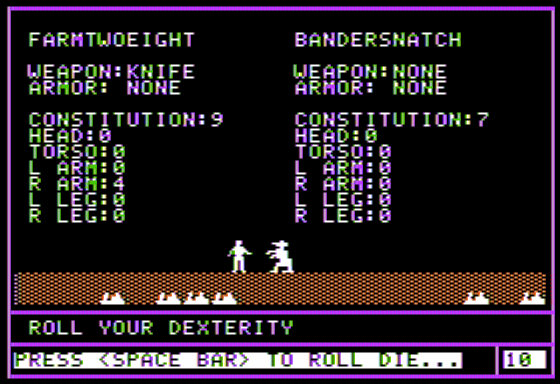 FARMTWOEIGHT BANDERSNATCH
WEAPON:KNIFE WEAPON:NONE
ARMOR: NONE ARMOR: NONE
CONSTITUTION:9 CONSTITUTION:7
HEAD:0 HEAD:0
TORSO:0 TORSO:0
L ARM:0 L ARM:0
R ARM:4 R ARM:0
L LEG:0 L LEG:0
R LEG:0 R LEG:0
ROLL YOUR DEXTERITY
PRESS <SPACE BAR> TO ROLL DIE... 10